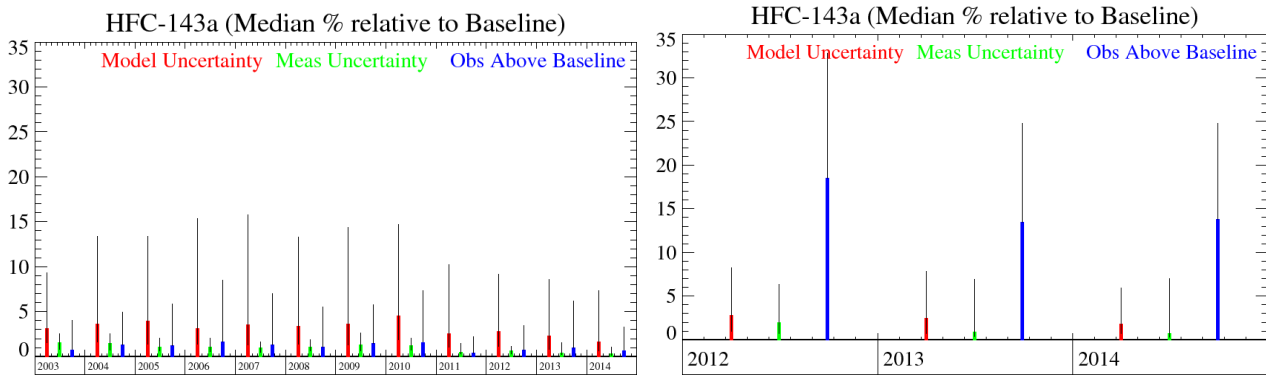 HFC-143a (Median % relative to Baseline)
Model Uncertainty Meas Uncertainty Obs Above Baseline
35
30
25
20
15
10
5
0
2003 2004 2005 2006 2007 2008 2009 2010 2011 2012 2013 2014
HFC-143a (Median % relative to Baseline)
Model Uncertainty Meas Uncertainty Obs Above Baseline
35
30
25
20
15
10
5
0
2012 2013 2014